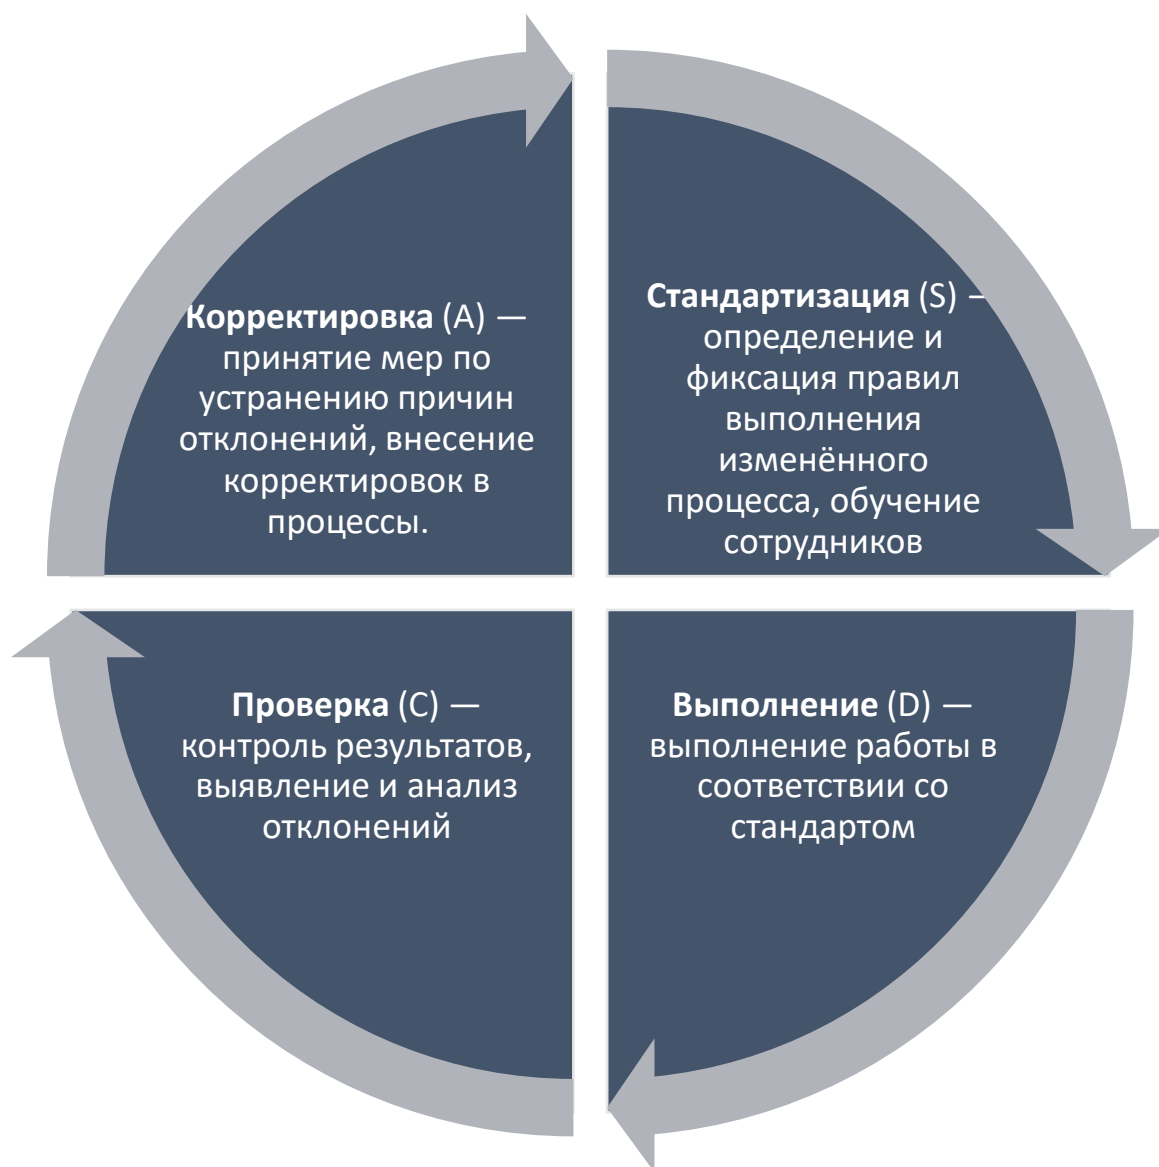 Корректировка (A) —
принятие мер по
устранению причин
отклонений, внесение
корректировок в
процессы.
Стандартизация (S) –
определение и
фиксация правил
выполнения
изменённого
процесса, обучение
сотрудников
Проверка (C) —
контроль результатов,
выявление и анализ
отклонений
Выполнение (D) —
выполнение работы в
соответствии со
стандартом